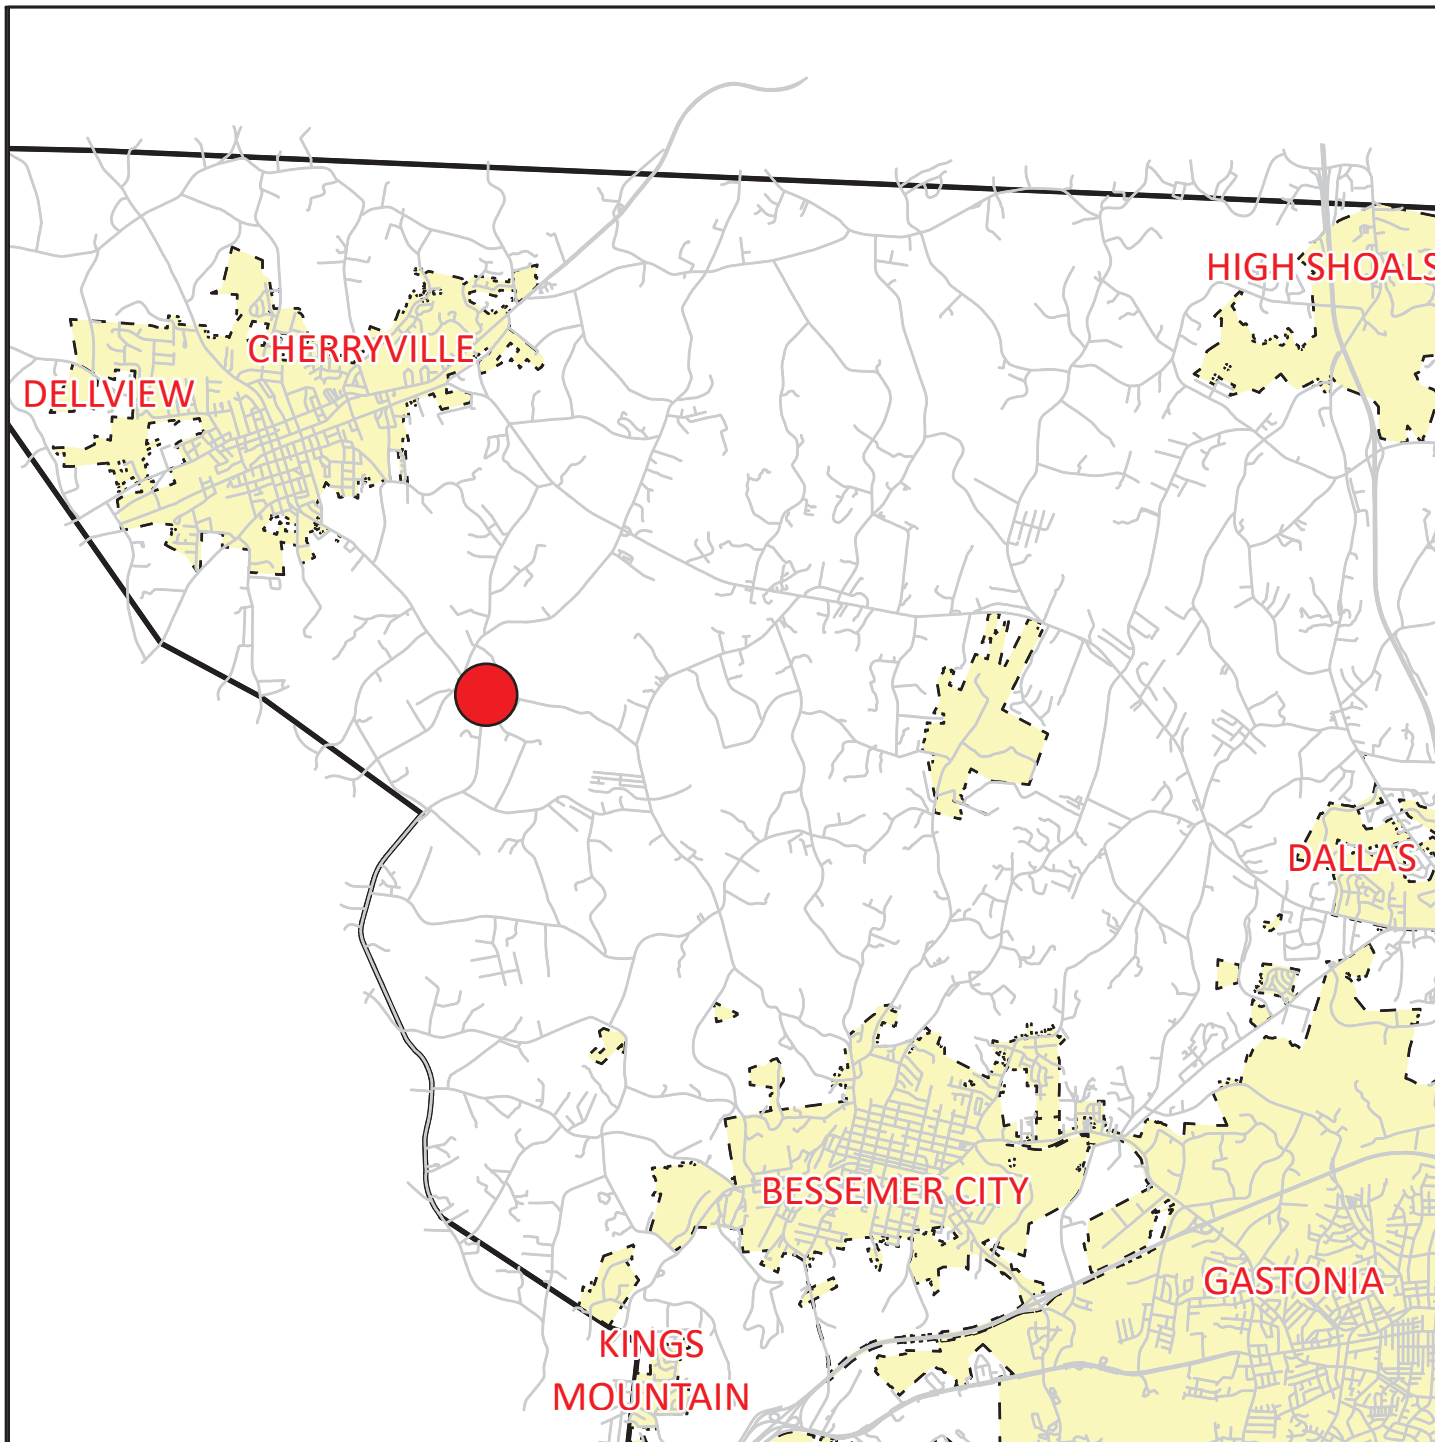 HIGH SHOALS
CHERRYVILLE
DELLVIEW
DALLAS
BESSEMER CITY
GASTONIA
KINGS
MOUNTAIN